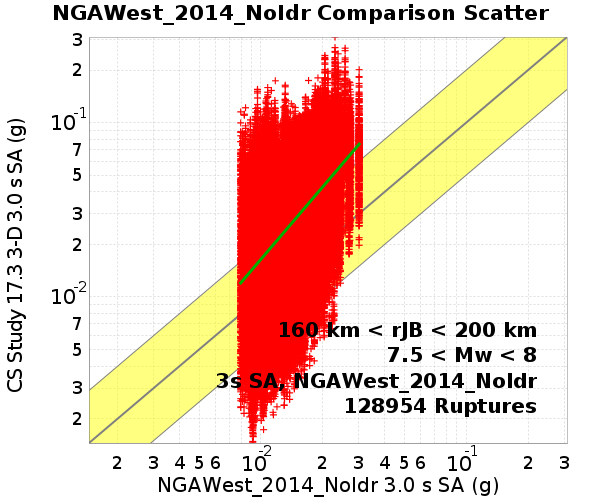 NGAWest_2014_NoIdr Comparison Scatter
CS Study 17.3 3-D 3.0 s SA (g)
3
2
10-1
7
5
3
2
10-2
7
5
3
2
160 km < rJB < 200 km
7.5 < Mw < 8
3s SA, NGAWest_2014_NoIdr
128954 Ruptures
2 3 4 5 6 10-2 2 3 4 5 6 10-1 2 3
NGAWest_2014_NoIdr 3.0 s SA (g)